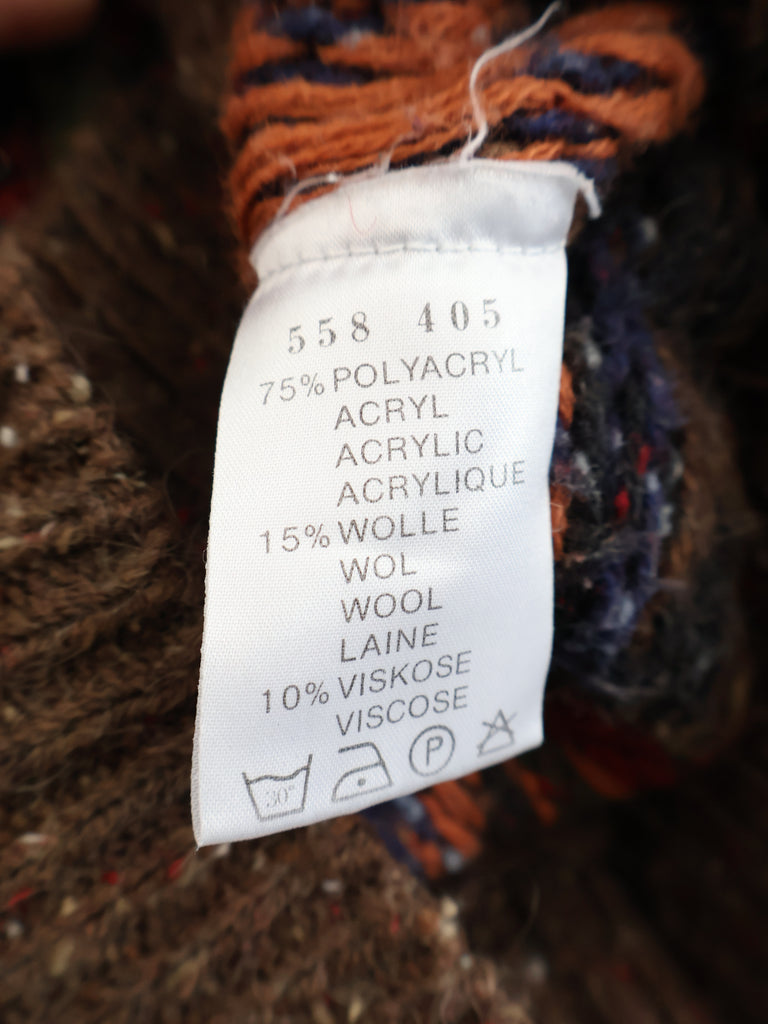 558 405
75% POLYACRYL
ACRYL
ACRYLIC
ACRYLIQUE
15% WOLLE
WOL
WOOL
LAINE
10% VISKOSE
VISCOSE
30° P